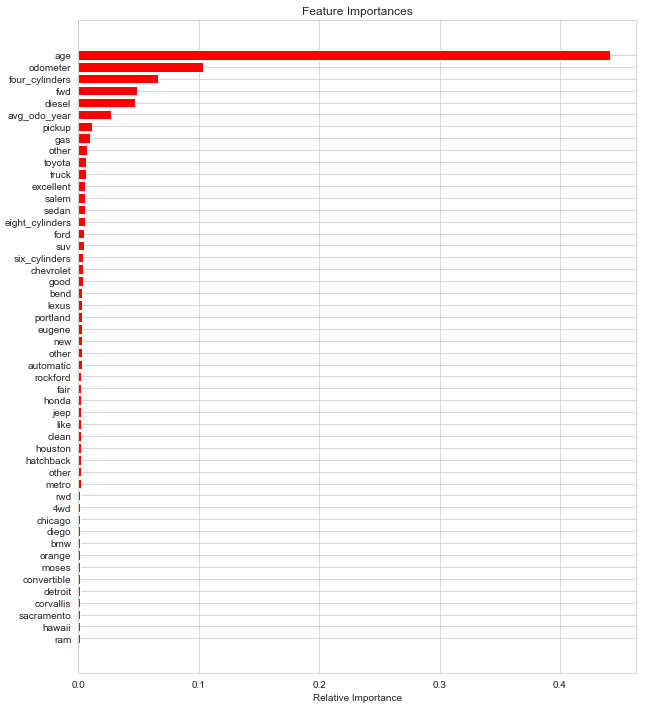 Feature Importances
age
odometer
four_cylinders
fwd
diesel
avg_odo_year
pickup
gas
other
toyota
truck
excellent
salem
sedan
eight_cylinders
ford
suv
six_cylinders
chevrolet
good
bend
lexus
portland
eugene
new
other
automatic
rockford
fair
honda
jeep
like
clean
houston
hatchback
other
metro
rwd
4wd
chicago
diego
bmw
orange
moses
convertible
detroit
corvallis
sacramento
hawaii
ram
0.0 0.1 0.2 0.3 0.4
Relative Importance